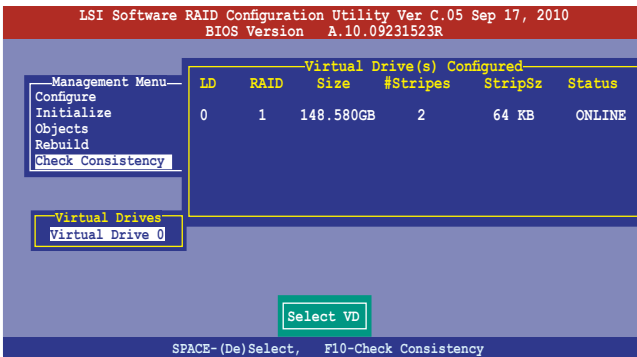 LSI Software RAID Configuration Utility Ver C.05 Sep 17, 2010
BIOS Version A.10.09231523R
Management Menu
Configure
Initialize
Objects
Rebuild
Check Consistency
Virtual Drive(s) Configured
LD RAID Size #Stripes StripSz Status
0 1 148.580GB 2 64 KB ONLINE
Virtual Drives
Virtual Drive 0
Select VD
SPACE-(De)Select, F10-Check Consistency